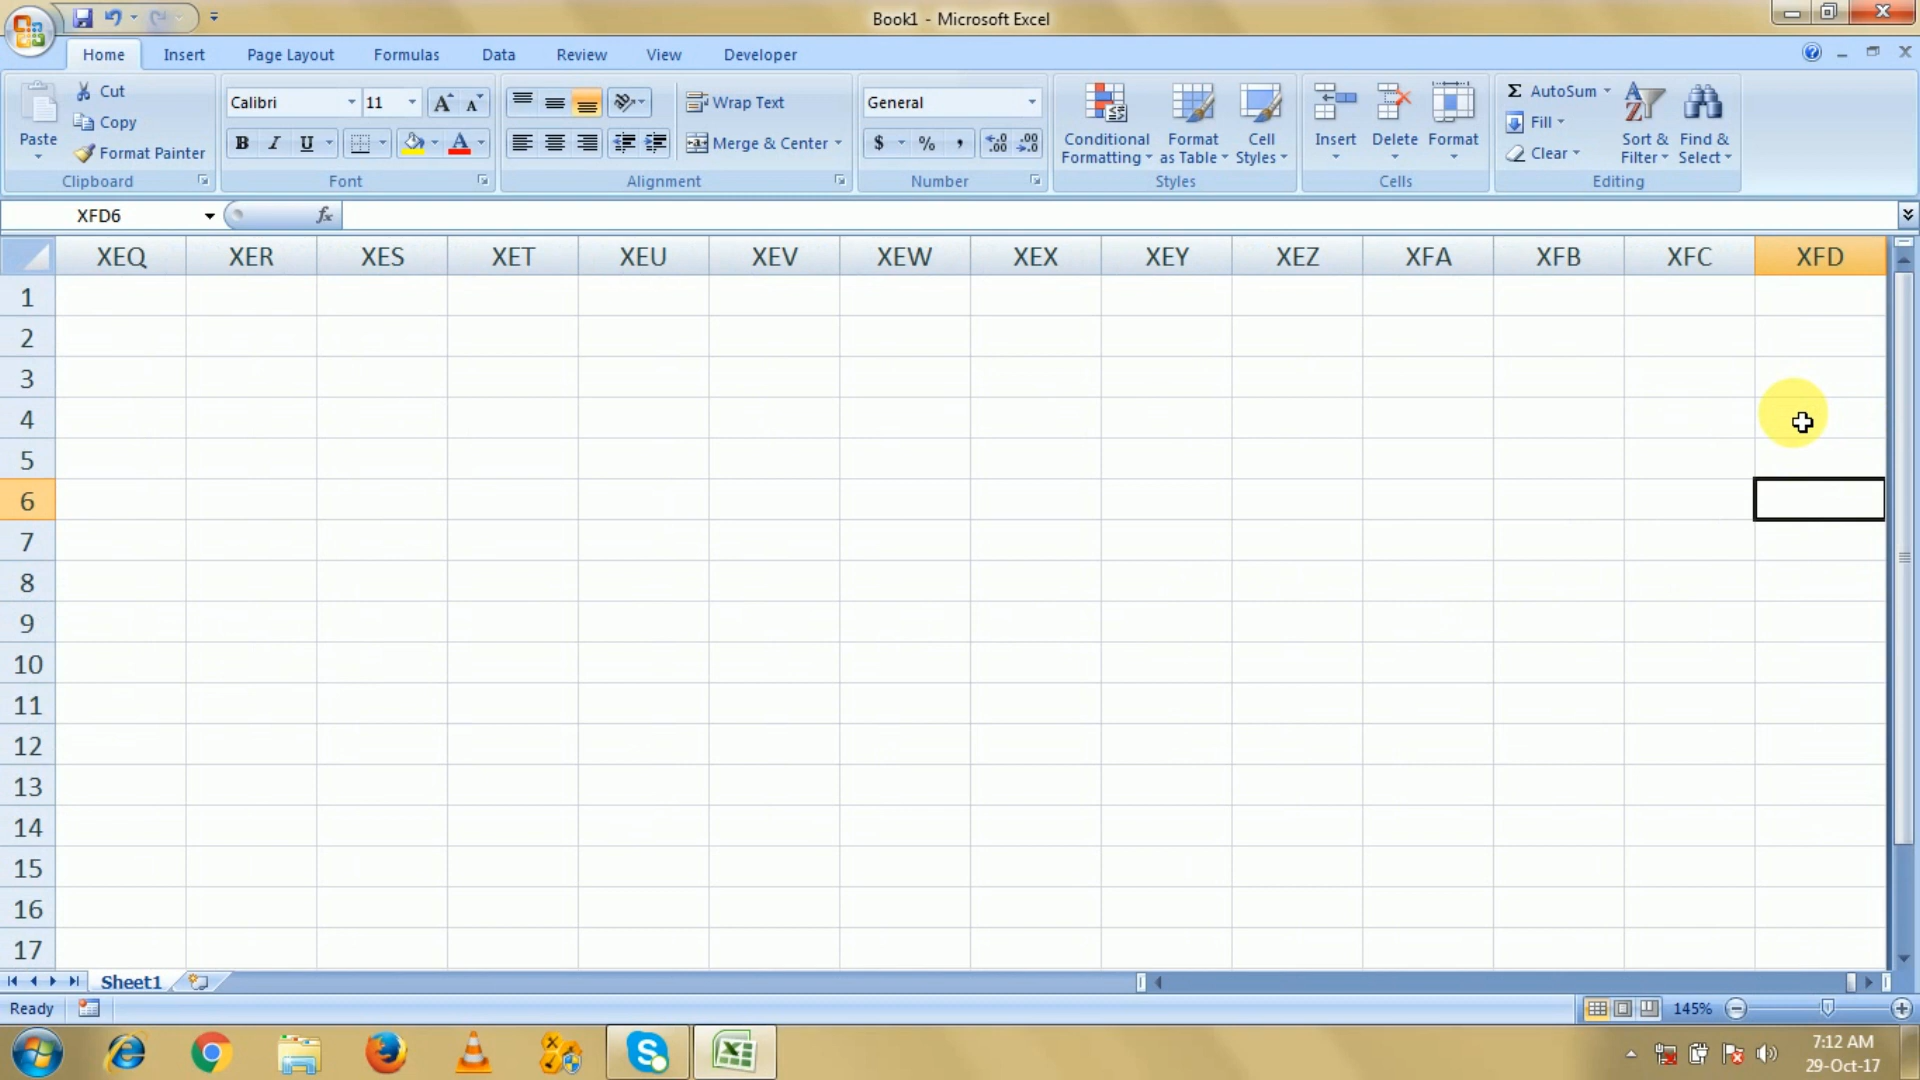 Book1 - Microsoft Excel
Home Insert Page Layout Formulas Data Review View Developer
Paste
Cut
Copy
Format Painter
Clipboard
Calibri 11
B I U
Font
Wrap Text
Merge & Center
Alignment
General
$ % ,
Number
Conditional Formatting
Format as Table
Cell Styles
Styles
Insert Delete Format
Cells
Σ AutoSum
Fill
Clear
Sort & Filter
Find & Select
Editing
XFD6 fx
XEQ XER XES XET XEU XEV XEW XEX XEY XEZ XFA XFB XFC XFD
1
2
3
4
5
6
7
8
9
10
11
12
13
14
15
16
17
Sheet1
Ready 145%
7:12 AM
29-Oct-17